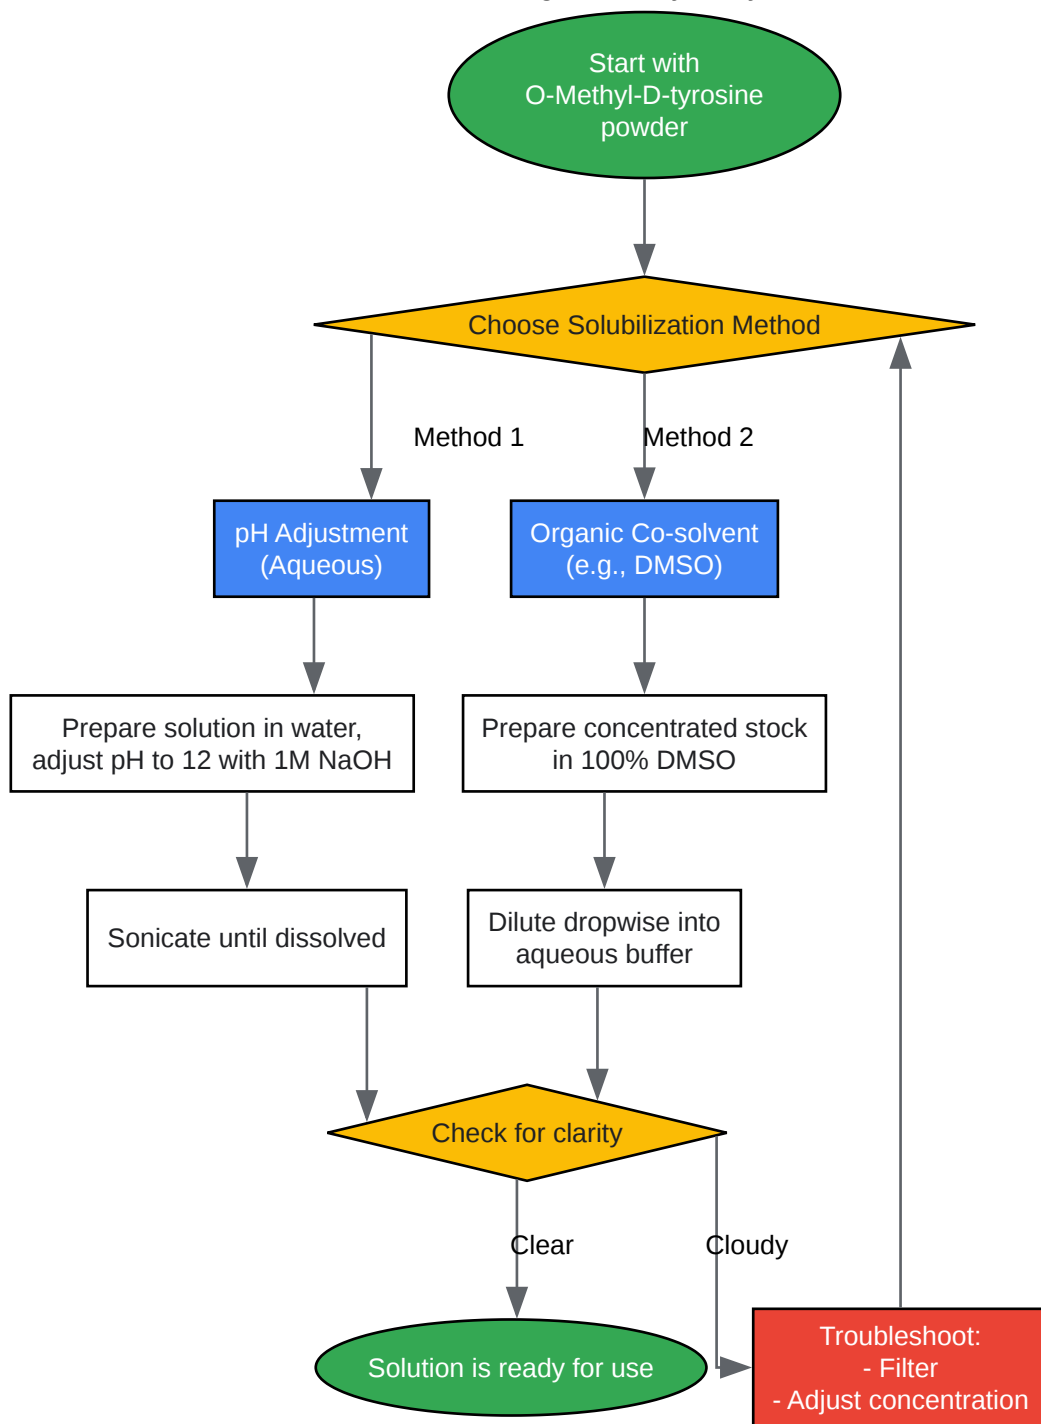 Start with
O-Methyl-D-tyrosine
powder
Choose Solubilization Method
Method 1
Method 2
pH Adjustment
(Aqueous)
Organic Co-solvent
(e.g., DMSO)
Prepare solution in water,
adjust pH to 12 with 1M NaOH
Prepare concentrated stock
in 100% DMSO
Sonicate until dissolved
Dilute dropwise into
aqueous buffer
Check for clarity
Clear
Cloudy
Solution is ready for use
Troubleshoot:
- Filter
- Adjust concentration